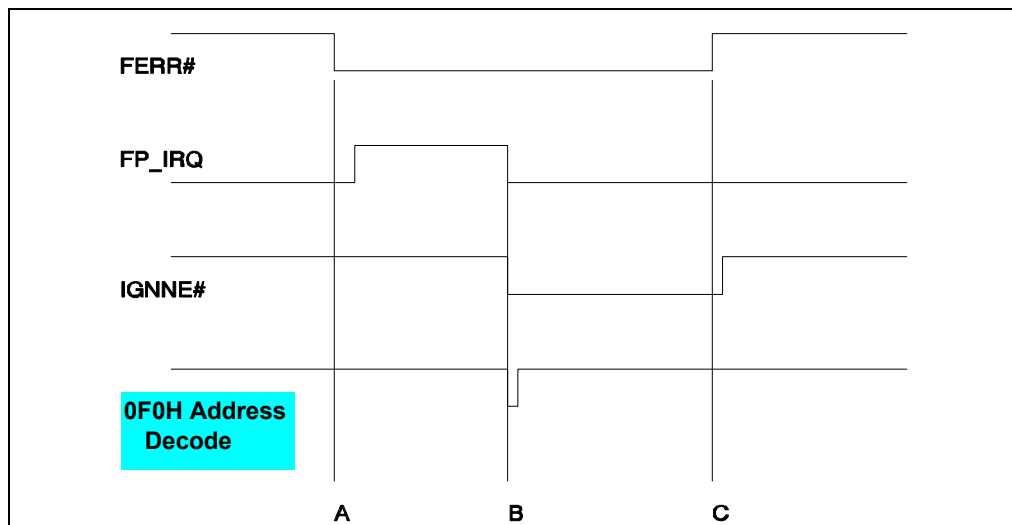 FERR#
FP_IRQ
IGNNE#
0F0H Address
Decode
A B C